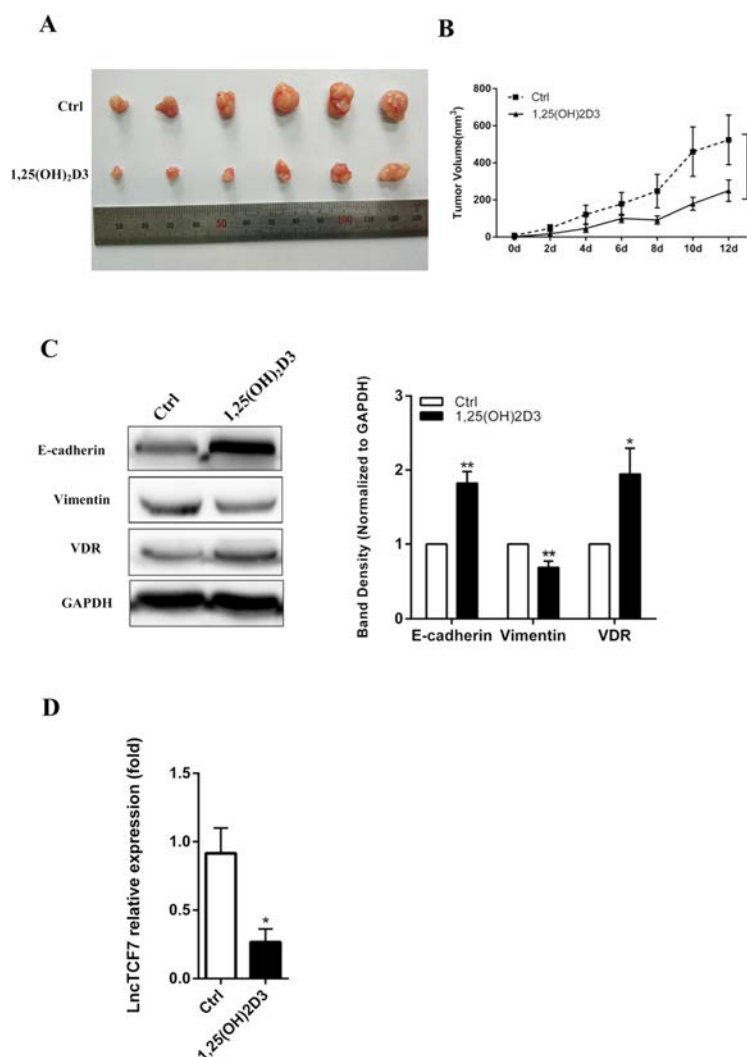 A
Ctrl
1,25(OH)₂D3
50
100
B
Tumor Volume(mm³)
800
600
400
200
0
Ctrl
1,25(OH)2D3
0d 2d 4d 6d 8d 10d 12d
C
Ctrl 1,25(OH)₂D3
E-cadherin
Vimentin
VDR
GAPDH
Band Density (Normalized to GAPDH)
3
2
1
0
Ctrl
1,25(OH)2D3
** ** *
E-cadherin Vimentin VDR
D
LncTCF7 relative expression (fold)
1.5
1.0
0.5
0.0
*
Ctrl 1,25(OH)2D3